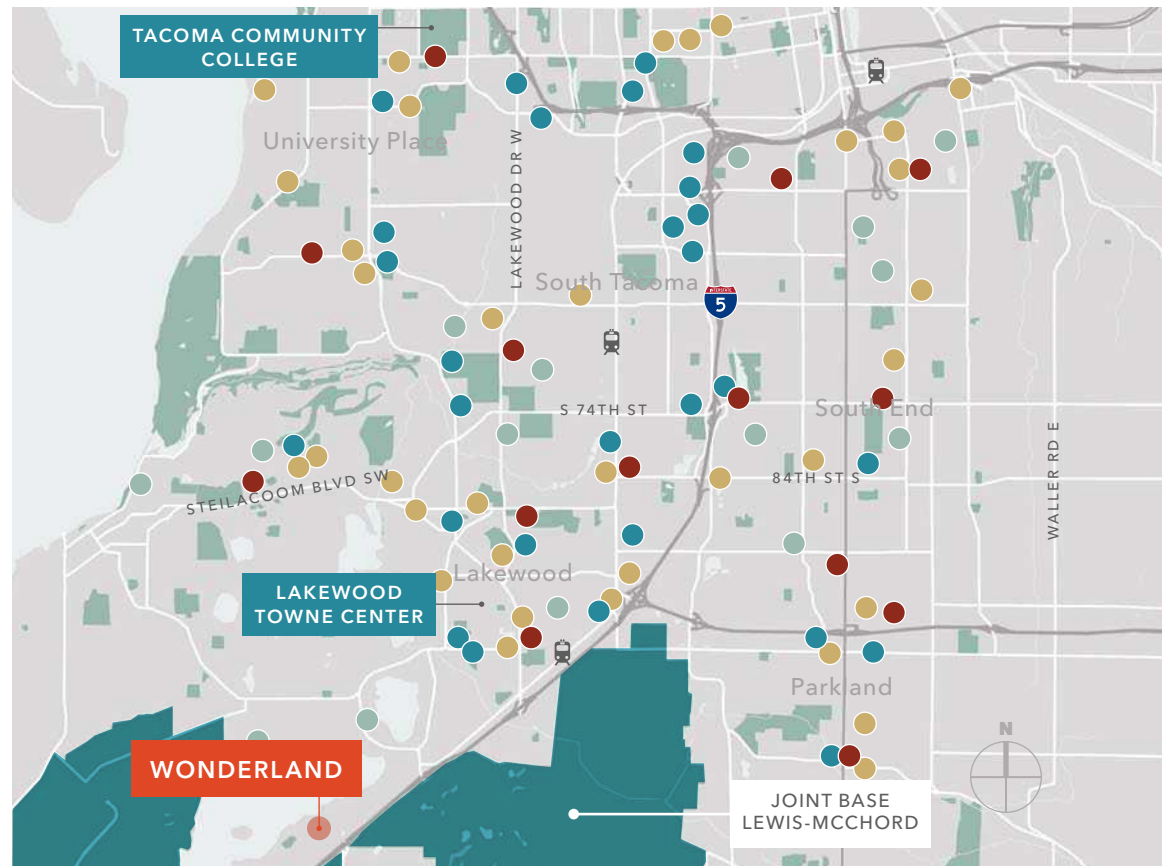 TACOMA COMMUNITY
COLLEGE
University Place
LAKEWOOD DR W
South Tacoma
INTERSTATE
5
S 74TH ST
South End
STEILACOOM BLVD SW
84TH ST S
WALLER RD E
Lakewood
LAKEWOOD
TOWNE CENTER
Parkland
N
WONDERLAND
JOINT BASE
LEWIS-MCCHORD